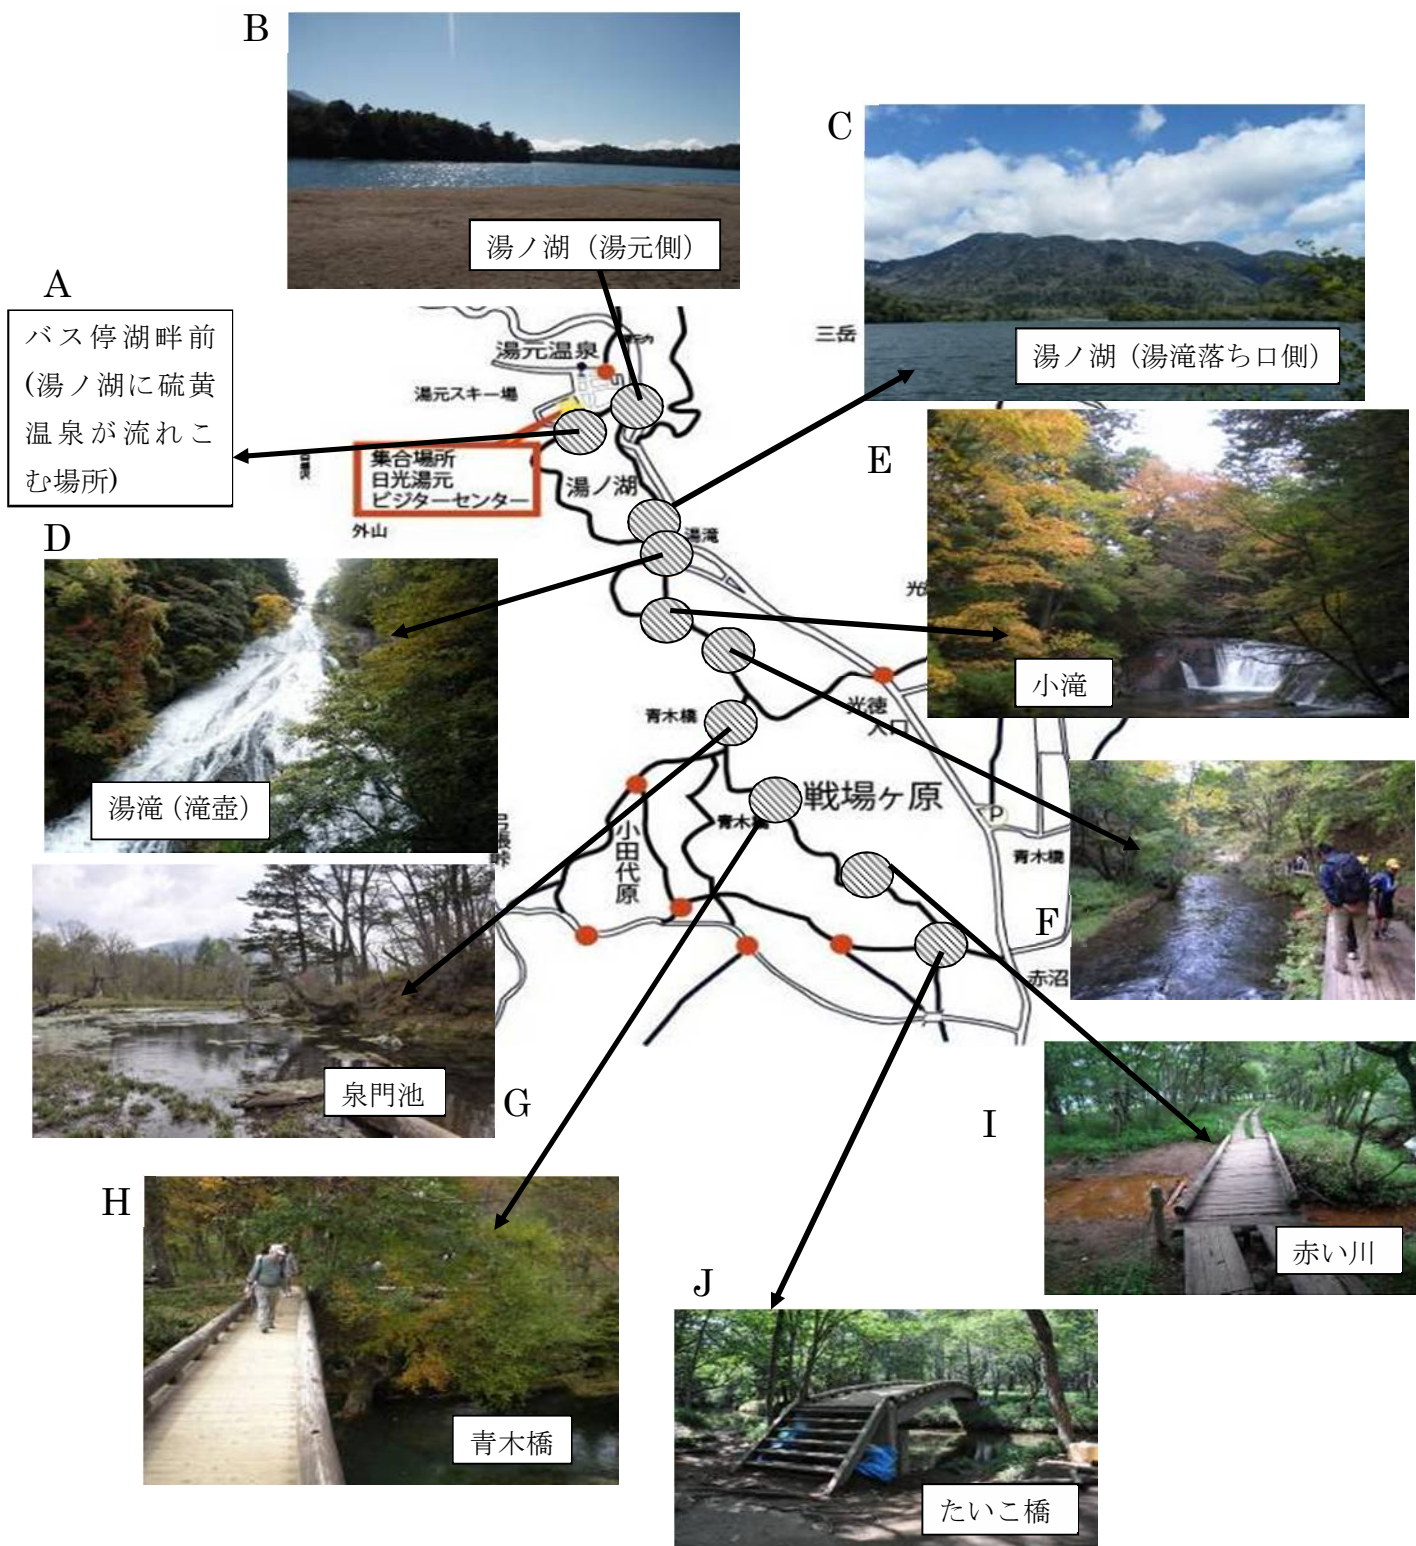 B
湯ノ湖（湯元側）
C
湯ノ湖（湯滝落ち口側）
A
バス停湖畔前
(湯ノ湖に硫黄
温泉が流れこ
む場所)
三岳
湯元温泉
湯元スキー場
集合場所
日光湯元
ビジターセンター
湯ノ湖
外山
湯滝
E
小滝
D
湯滝（滝壺）
光徳
入口
青木橋
戦場ヶ原
青木橋
小田代原
P
青木橋
弓張峠
赤沼
F
泉門池
G
I
赤い川
H
青木橋
J
たいこ橋